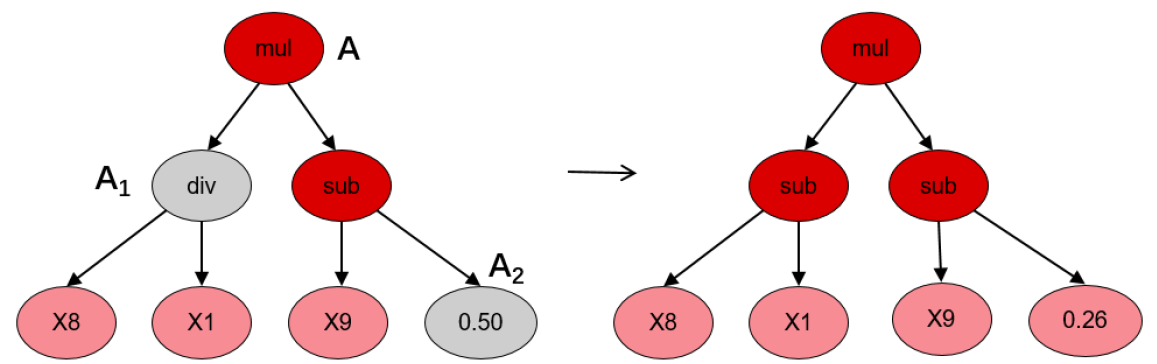 mul A mul
A₁ div sub sub sub
A₂
X8 X1 X9 0.50 X8 X1 X9 0.26